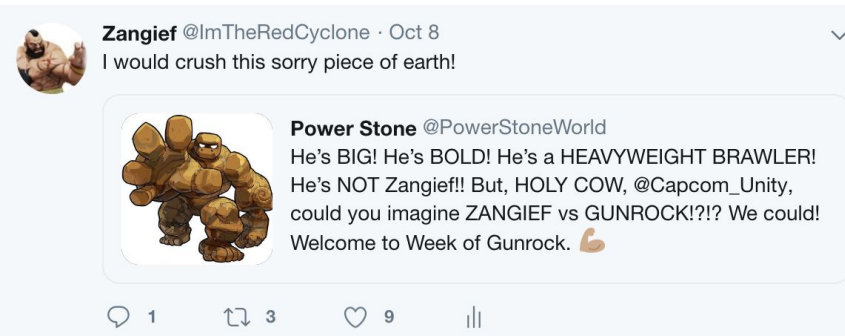 Zangief @ImTheRedCyclone · Oct 8
I would crush this sorry piece of earth!
Power Stone @PowerStoneWorld
He's BIG! He's BOLD! He's a HEAVYWEIGHT BRAWLER!
He's NOT Zangief!! But, HOLY COW, @Capcom_Unity,
could you imagine ZANGIEF vs GUNROCK!?!? We could!
Welcome to Week of Gunrock. 💪🏽
1 3 9